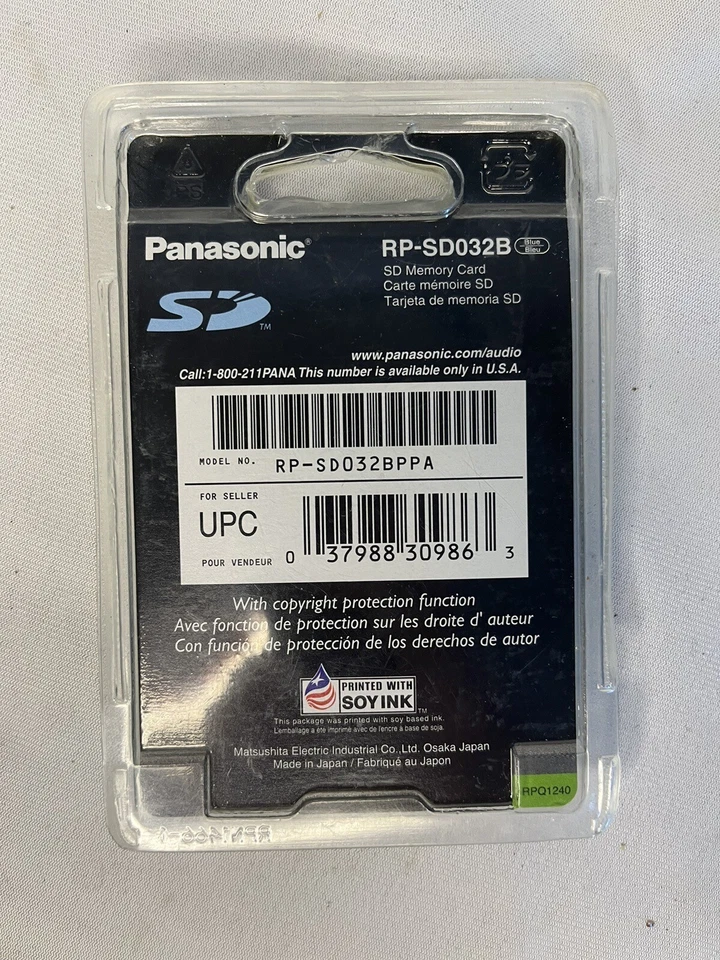 Panasonic®
RP-SD032B Blue Bleu
SD Memory Card
Carte mémoire SD
Tarjeta de memoria SD
SD™
www.panasonic.com/audio
Call:1-800-211PANA This number is available only in U.S.A.
MODEL NO. RP-SD032BPPA
FOR SELLER
UPC
POUR VENDEUR
0 37988 30986 3
With copyright protection function
Avec fonction de protection sur les droite d' auteur
Con función de protección de los derechos de autor
PRINTED WITH
SOY INK™
This package was printed with soy based ink.
L'emballage a été imprimé avec de l'encre à base de soja.
Matsushita Electric Industrial Co.,Ltd. Osaka Japan
Made in Japan / Fabriqué au Japon
RPQ1240